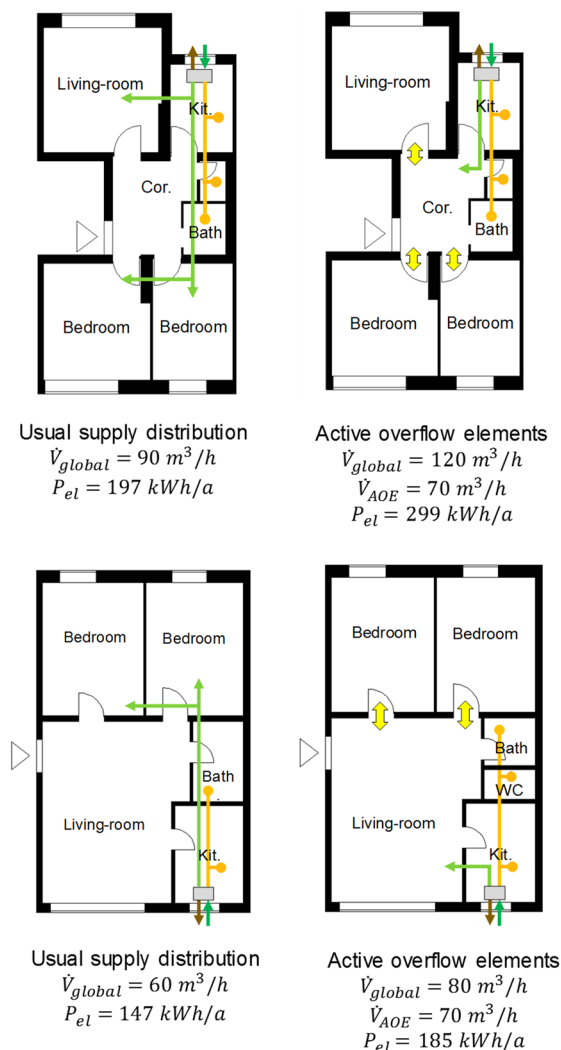 Living-room
Kit.
Cor.
Bath
Bedroom
Bedroom
Usual supply distribution
V̇global = 90 m³/h
Pel = 197 kWh/a
Living-room
Kit.
Cor.
Bath
Bedroom
Bedroom
Active overflow elements
V̇global = 120 m³/h
V̇AOE = 70 m³/h
Pel = 299 kWh/a
Bedroom
Bedroom
Bath
Living-room
Kit.
Usual supply distribution
V̇global = 60 m³/h
Pel = 147 kWh/a
Bedroom
Bedroom
Bath
WC
Living-room
Kit.
Active overflow elements
V̇global = 80 m³/h
V̇AOE = 70 m³/h
Pel = 185 kWh/a